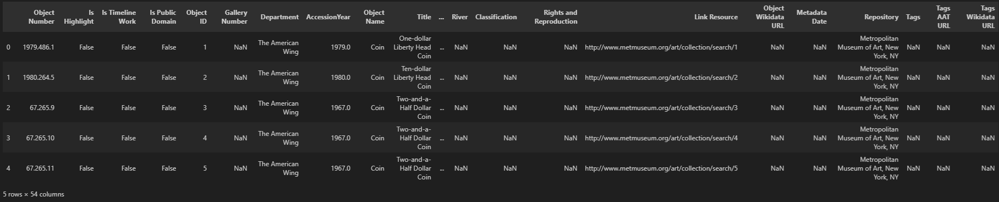 Object Number Is Highlight Is Timeline Work Is Public Domain Object ID Gallery Number Department AccessionYear Object Name Title ... River Classification Rights and Reproduction Link Resource Object Wikidata URL Metadata Date Repository Tags Tags AAT URL Tags Wikidata URL
0 1979.486.1 False False False 1 NaN The American Wing 1979.0 Coin One-dollar Liberty Head Coin ... NaN NaN NaN http://www.metmuseum.org/art/collection/search/1 NaN NaN Metropolitan Museum of Art, New York, NY NaN NaN NaN
1 1980.264.5 False False False 2 NaN The American Wing 1980.0 Coin Ten-dollar Liberty Head Coin ... NaN NaN NaN http://www.metmuseum.org/art/collection/search/2 NaN NaN Metropolitan Museum of Art, New York, NY NaN NaN NaN
2 67.265.9 False False False 3 NaN The American Wing 1967.0 Coin Two-and-a-Half Dollar Coin ... NaN NaN NaN http://www.metmuseum.org/art/collection/search/3 NaN NaN Metropolitan Museum of Art, New York, NY NaN NaN NaN
3 67.265.10 False False False 4 NaN The American Wing 1967.0 Coin Two-and-a-Half Dollar Coin ... NaN NaN NaN http://www.metmuseum.org/art/collection/search/4 NaN NaN Metropolitan Museum of Art, New York, NY NaN NaN NaN
4 67.265.11 False False False 5 NaN The American Wing 1967.0 Coin Two-and-a-Half Dollar Coin ... NaN NaN NaN http://www.metmuseum.org/art/collection/search/5 NaN NaN Metropolitan Museum of Art, New York, NY NaN NaN NaN
5 rows × 54 columns